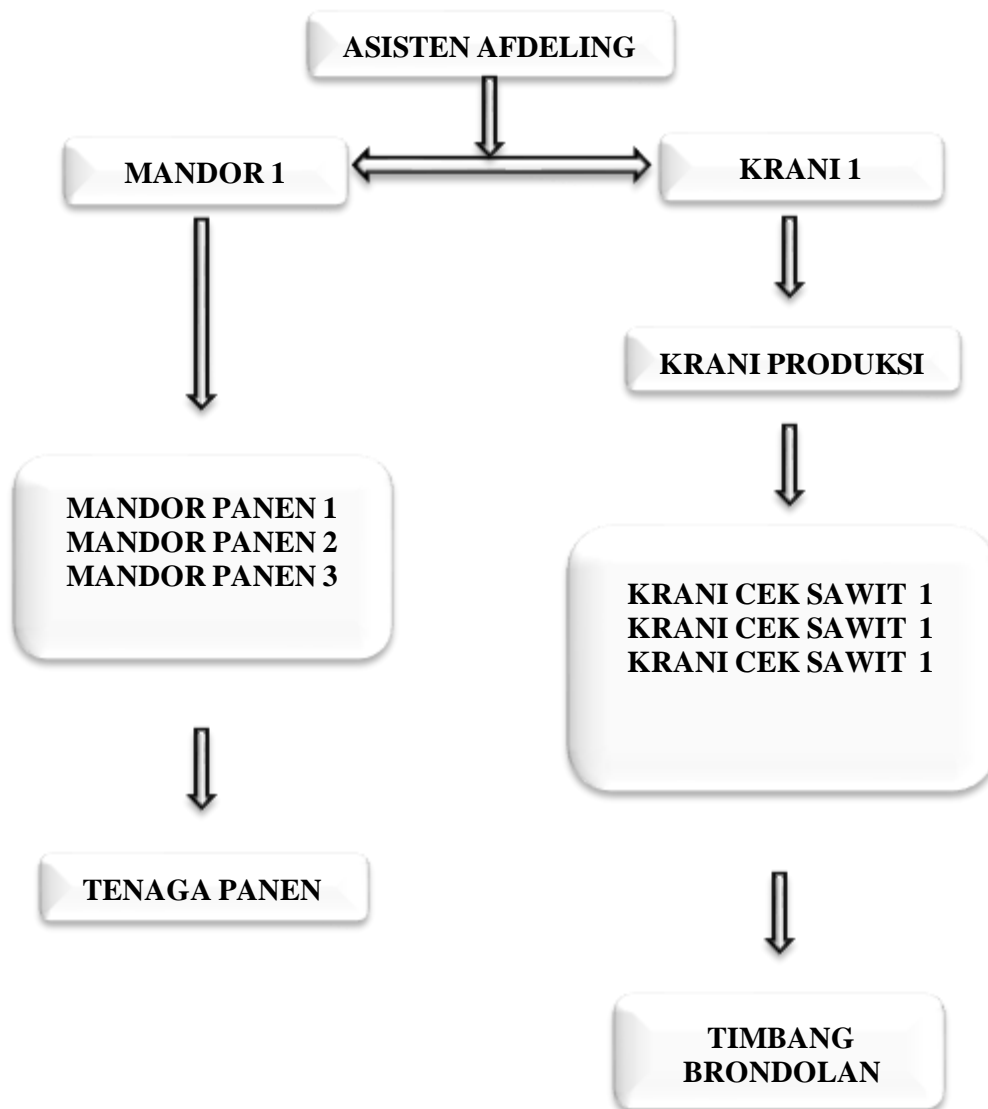 ASISTEN AFDELING
MANDOR 1
KRANI 1
KRANI PRODUKSI
MANDOR PANEN 1
MANDOR PANEN 2
MANDOR PANEN 3
KRANI CEK SAWIT 1
KRANI CEK SAWIT 1
KRANI CEK SAWIT 1
TENAGA PANEN
TIMBANG
BRONDOLAN